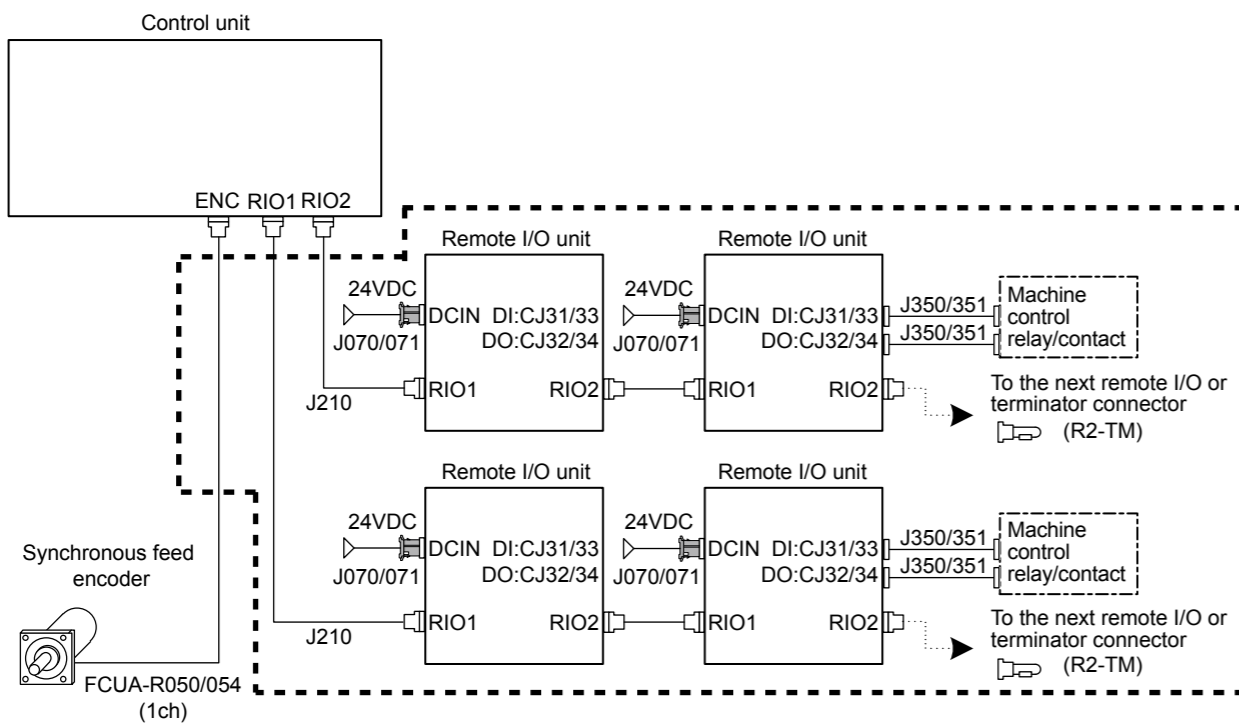 Control unit
ENC RIO1 RIO2
Remote I/O unit
Remote I/O unit
24VDC
DCIN DI:CJ31/33
DO:CJ32/34
J070/071
RIO1
RIO2
J210
24VDC
DCIN DI:CJ31/33
DO:CJ32/34
J070/071
RIO1
RIO2
J350/351
J350/351
Machine
control
relay/contact
To the next remote I/O or
terminator connector
(R2-TM)
Remote I/O unit
Remote I/O unit
24VDC
DCIN DI:CJ31/33
DO:CJ32/34
J070/071
RIO1
RIO2
J210
24VDC
DCIN DI:CJ31/33
DO:CJ32/34
J070/071
RIO1
RIO2
J350/351
J350/351
Machine
control
relay/contact
To the next remote I/O or
terminator connector
(R2-TM)
Synchronous feed
encoder
FCUA-R050/054
(1ch)